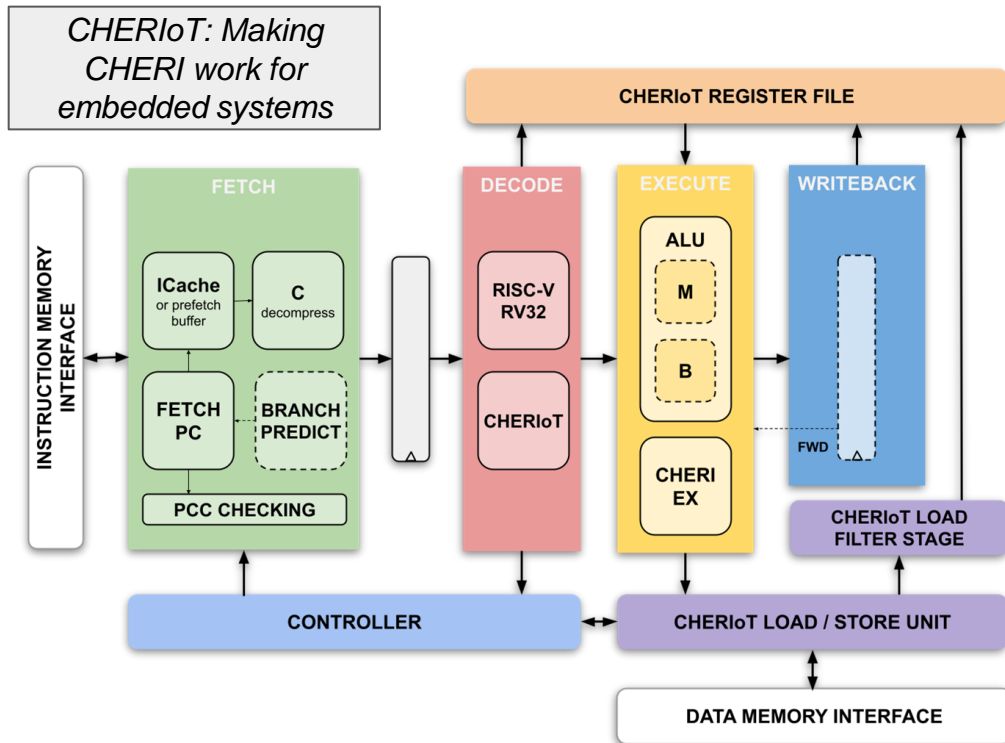 CHERIoT: Making
CHERI work for
embedded systems
CHERIoT REGISTER FILE
INSTRUCTION MEMORY
INTERFACE
FETCH
ICache
or prefetch
buffer
C
decompress
FETCH
PC
BRANCH
PREDICT
PCC CHECKING
DECODE
RISC-V
RV32
CHERIoT
EXECUTE
ALU
M
B
CHERI
EX
WRITEBACK
FWD
CHERIoT LOAD
FILTER STAGE
CONTROLLER
CHERIoT LOAD / STORE UNIT
DATA MEMORY INTERFACE